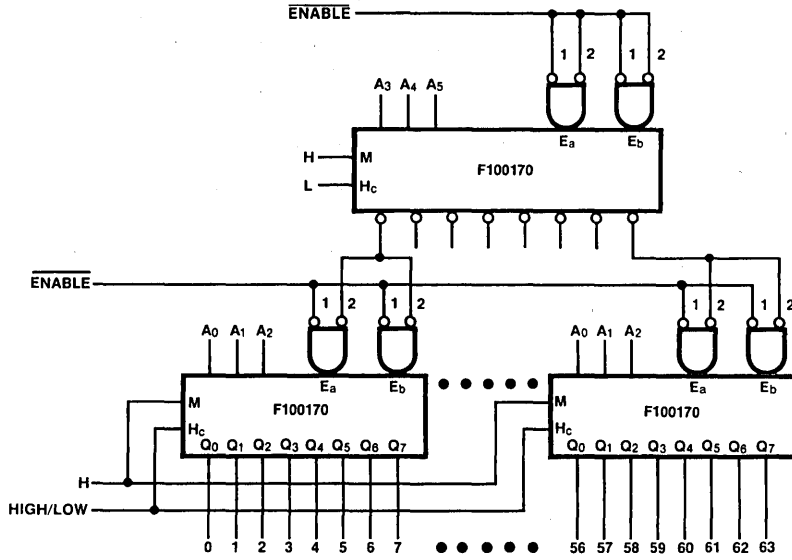 ENABLE
1 2 1 2
A3 A4 A5
Ea Eb
H M
F100170
L Hc
ENABLE
1 2 1 2 1 2 1 2
A0 A1 A2 A0 A1 A2
Ea Eb Ea Eb
M F100170 M F100170
Hc Hc
Q0 Q1 Q2 Q3 Q4 Q5 Q6 Q7 Q0 Q1 Q2 Q3 Q4 Q5 Q6 Q7
H
HIGH/LOW
0 1 2 3 4 5 6 7 56 57 58 59 60 61 62 63